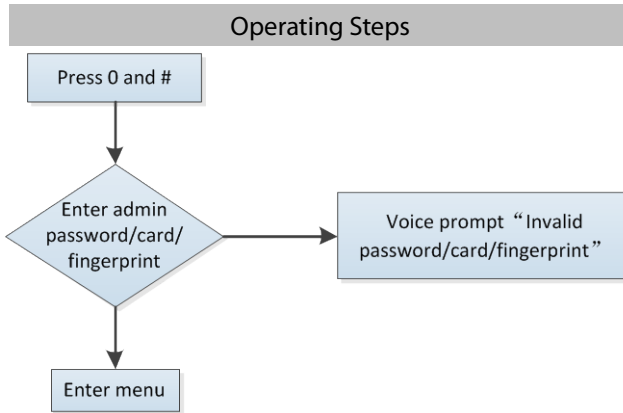 Operating Steps
Press 0 and #
Enter admin
password/card/
fingerprint
Voice prompt “Invalid
password/card/fingerprint”
Enter menu